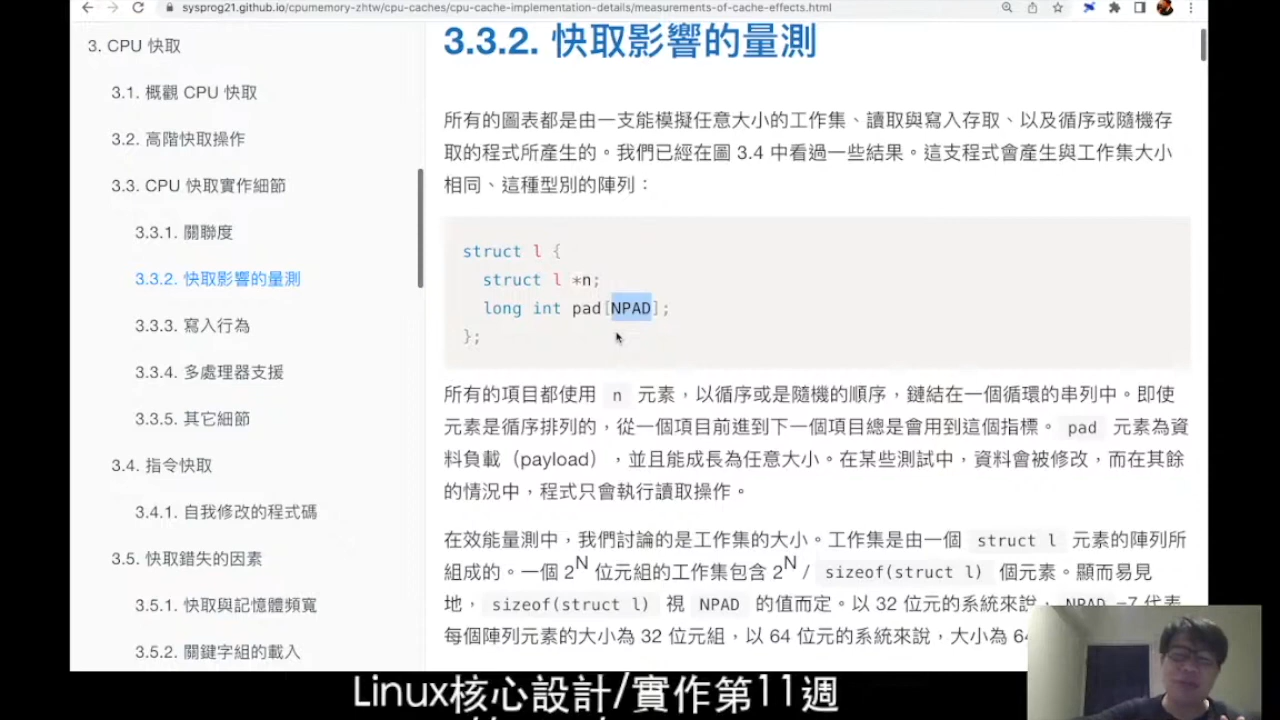 sysprog21.github.io/cpumemory-zhtw/cpu-caches/cpu-cache-implementation-details/measurements-of-cache-effects.html
3. CPU 快取
3.1. 概觀 CPU 快取
3.2. 高階快取操作
3.3. CPU 快取實作細節
3.3.1. 關聯度
3.3.2. 快取影響的量測
3.3.3. 寫入行為
3.3.4. 多處理器支援
3.3.5. 其它細節
3.4. 指令快取
3.4.1. 自我修改的程式碼
3.5. 快取錯失的因素
3.5.1. 快取與記憶體頻寬
3.5.2. 關鍵字組的載入
3.3.2. 快取影響的量測
所有的圖表都是由一支能模擬任意大小的工作集、讀取與寫入存取、以及循序或隨機存
取的程式所產生的。我們已經在圖 3.4 中看過一些結果。這支程式會產生與工作集大小
相同、這種型別的陣列：
struct l {
struct l *n;
long int pad[NPAD];
};
所有的項目都使用 n 元素，以循序或是隨機的順序，鏈結在一個循環的串列中。即使
元素是循序排列的，從一個項目前進到下一個項目總是會用到這個指標。 pad 元素為資
料負載（payload），並且能成長為任意大小。在某些測試中，資料會被修改，而在其餘
的情況中，程式只會執行讀取操作。
在效能量測中，我們討論的是工作集的大小。工作集是由一個 struct l 元素的陣列所
組成的。一個 2^N 位元組的工作集包含 2^N / sizeof(struct l) 個元素。顯而易見
地， sizeof(struct l) 視 NPAD 的值而定。以 32 位元的系統來說， NPAD =7 代表
每個陣列元素的大小為 32 位元組，以 64 位元的系統來說，大小為 64
Linux核心設計/實作第11週